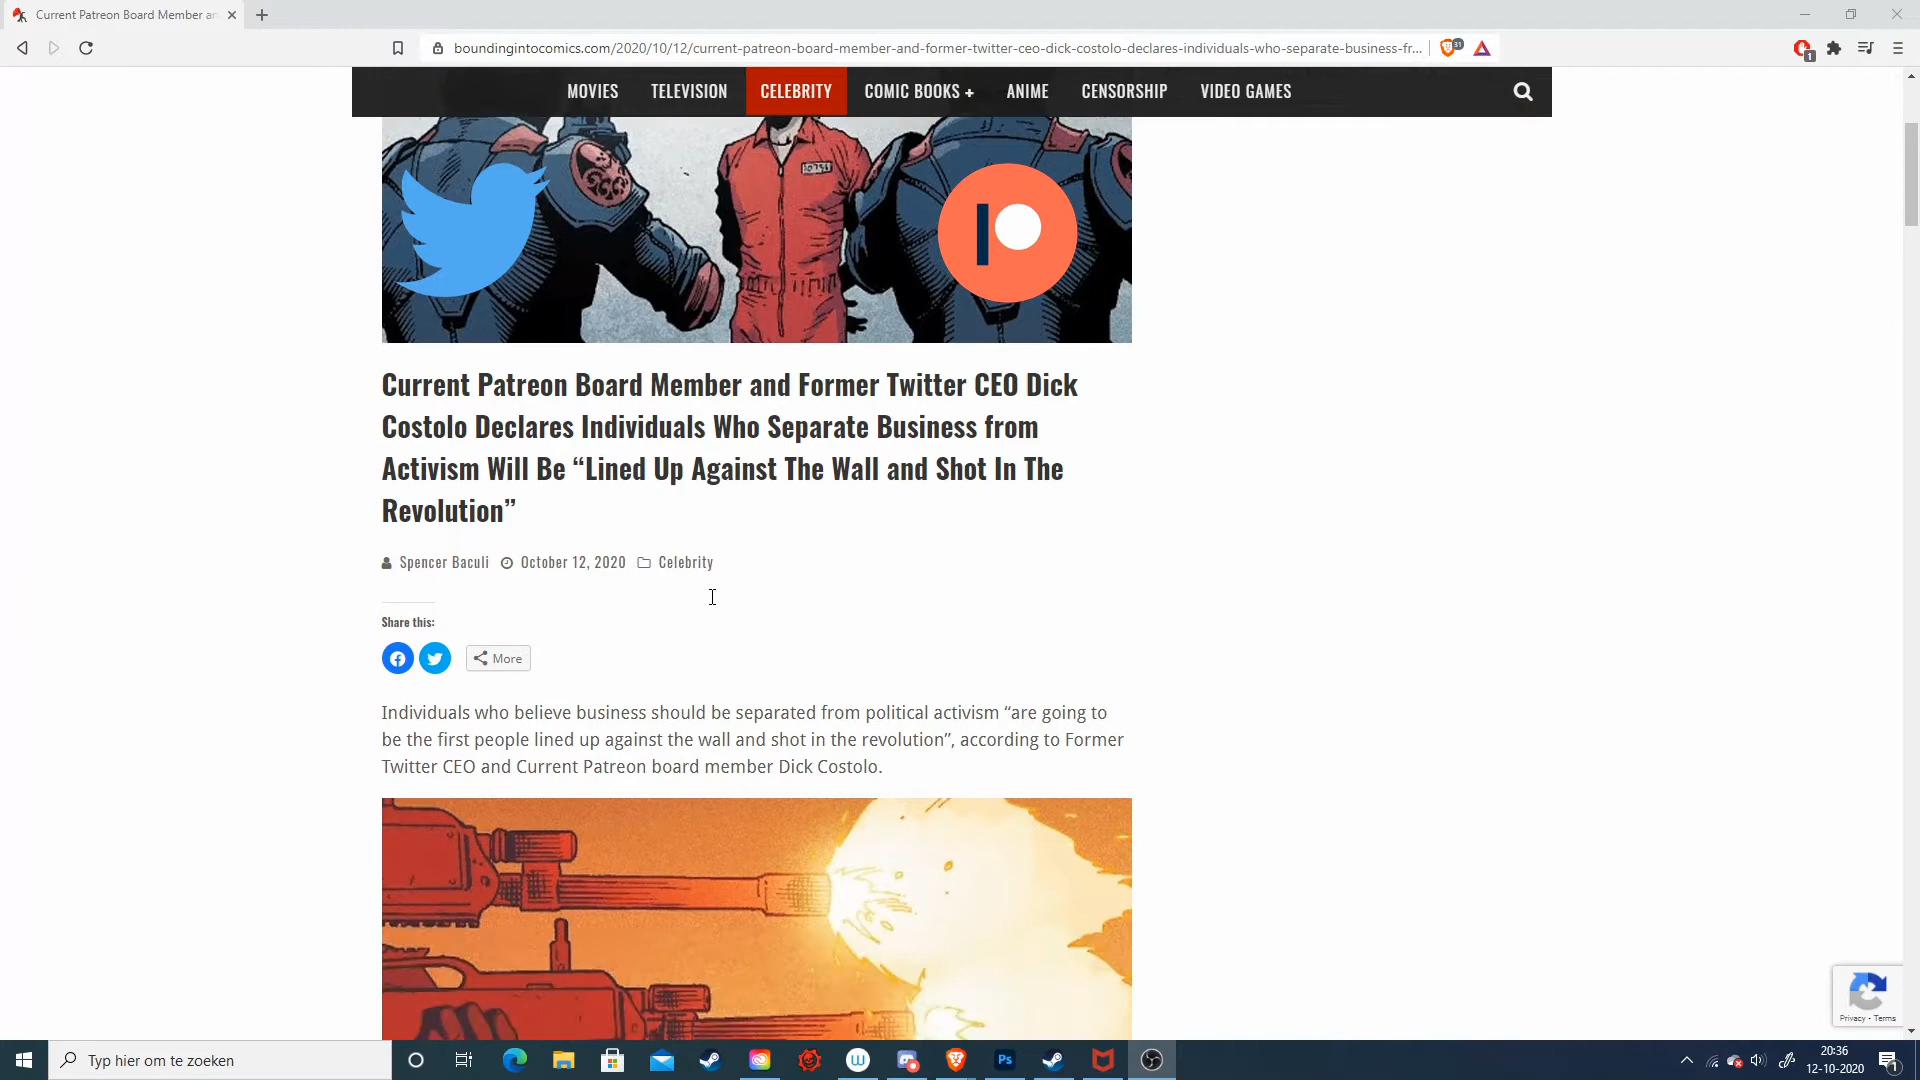 Current Patreon Board Member an
boundingintocomics.com/2020/10/12/current-patreon-board-member-and-former-twitter-ceo-dick-costolo-declares-individuals-who-separate-business-fr...
31
1
MOVIES TELEVISION CELEBRITY COMIC BOOKS + ANIME CENSORSHIP VIDEO GAMES
Current Patreon Board Member and Former Twitter CEO Dick
Costolo Declares Individuals Who Separate Business from
Activism Will Be “Lined Up Against The Wall and Shot In The
Revolution”
Spencer Baculi October 12, 2020 Celebrity
Share this:
More
Individuals who believe business should be separated from political activism “are going to
be the first people lined up against the wall and shot in the revolution”, according to Former
Twitter CEO and Current Patreon board member Dick Costolo.
Privacy - Terms
Typ hier om te zoeken
W
Ps
20:36
12-10-2020
1